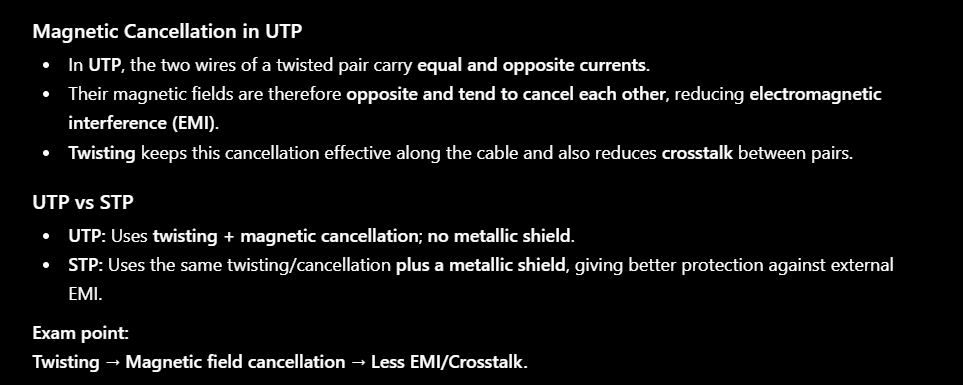 Magnetic Cancellation in UTP
• In UTP, the two wires of a twisted pair carry equal and opposite currents.
• Their magnetic fields are therefore opposite and tend to cancel each other, reducing electromagnetic
interference (EMI).
• Twisting keeps this cancellation effective along the cable and also reduces crosstalk between pairs.
UTP vs STP
• UTP: Uses twisting + magnetic cancellation; no metallic shield.
• STP: Uses the same twisting/cancellation plus a metallic shield, giving better protection against external
EMI.
Exam point:
Twisting → Magnetic field cancellation → Less EMI/Crosstalk.